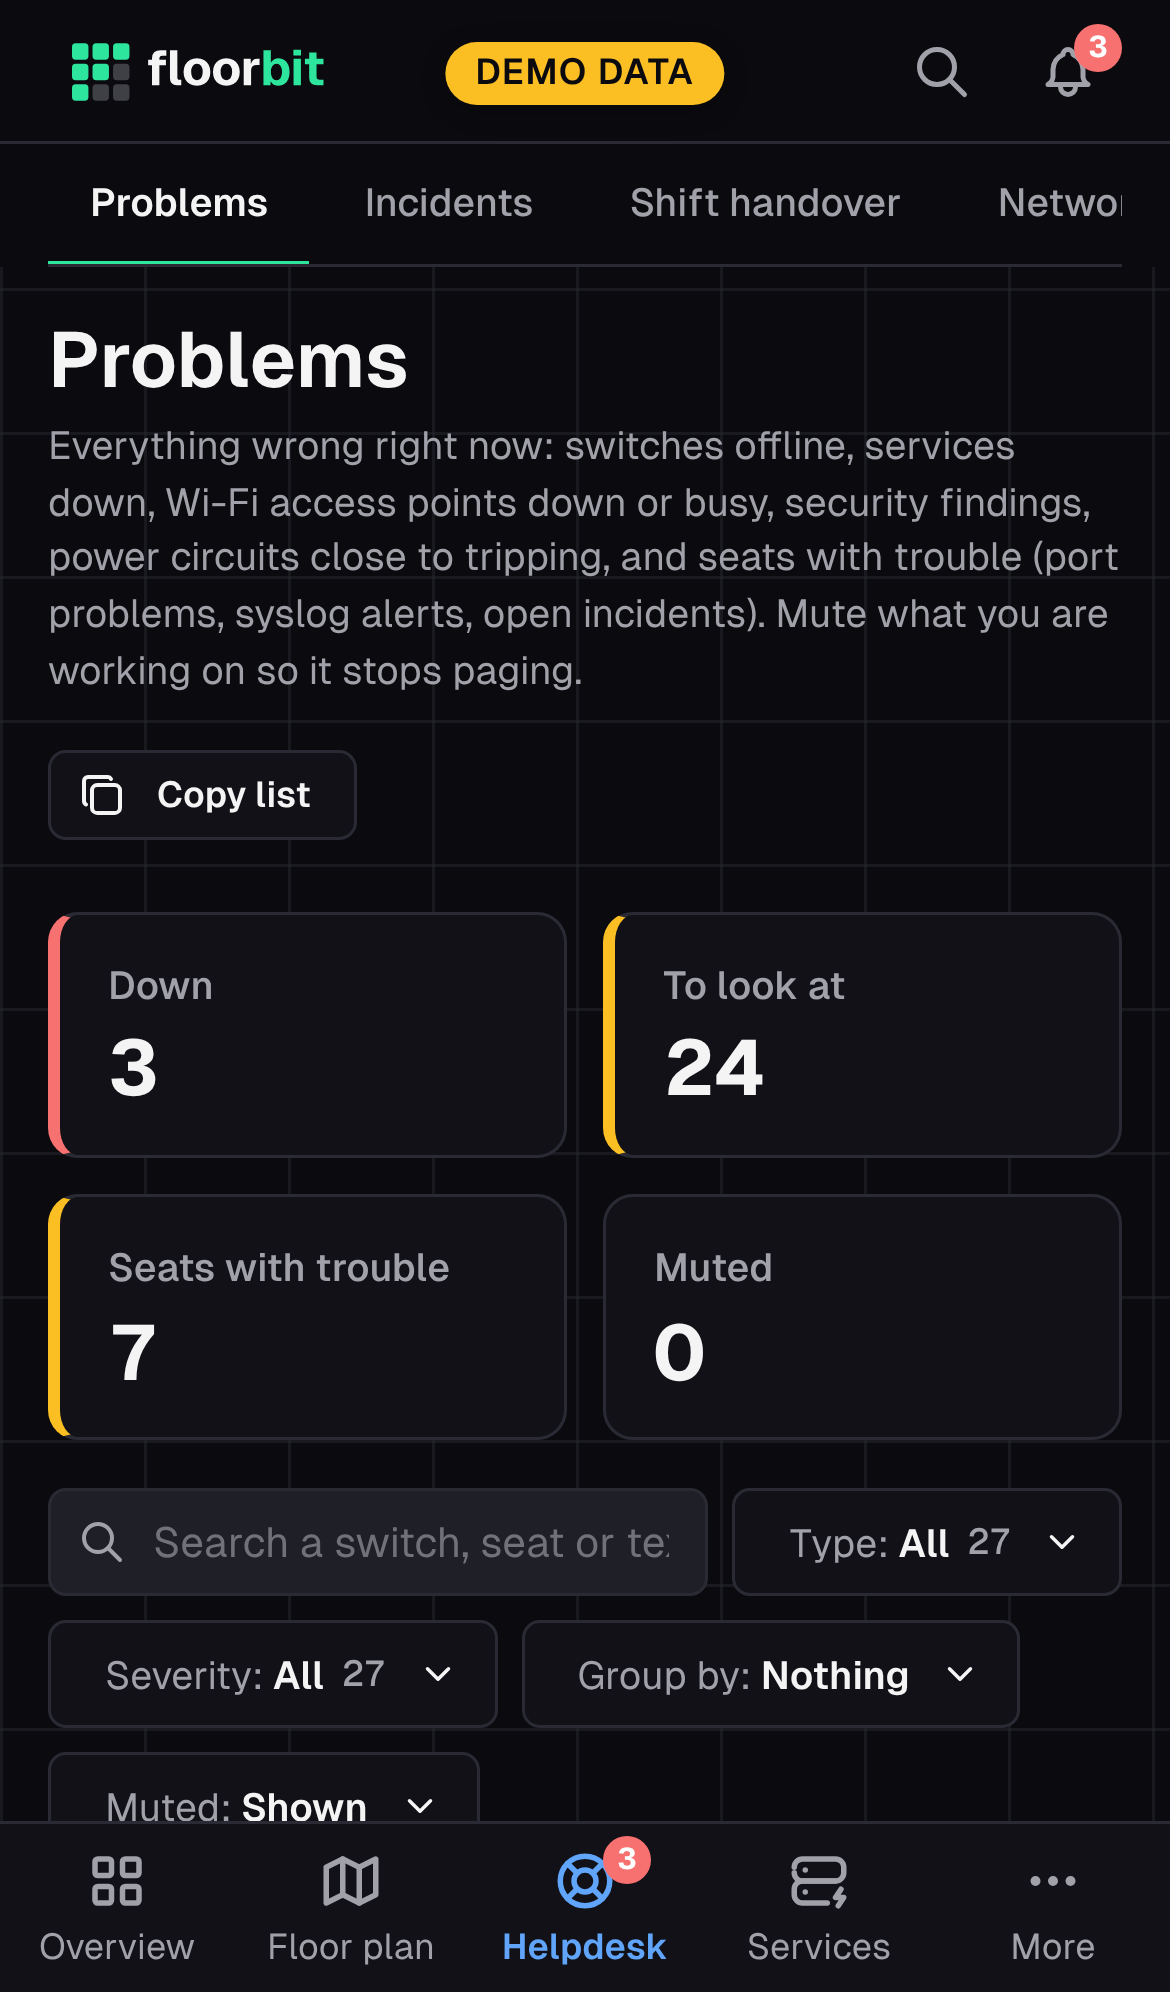 floorbit
DEMO DATA
3
Problems
Incidents
Shift handover
Problems
Everything wrong right now: switches offline, services
down, Wi-Fi access points down or busy, security findings,
power circuits close to tripping, and seats with trouble (port
problems, syslog alerts, open incidents). Mute what you are
working on so it stops paging.
Copy list
Down
3
To look at
24
Seats with trouble
7
Muted
0
Search a switch, seat or
Type: All 27
Severity: All 27
Group by: Nothing
Muted: Shown
3
Overview
Floor plan
Helpdesk
Services
More